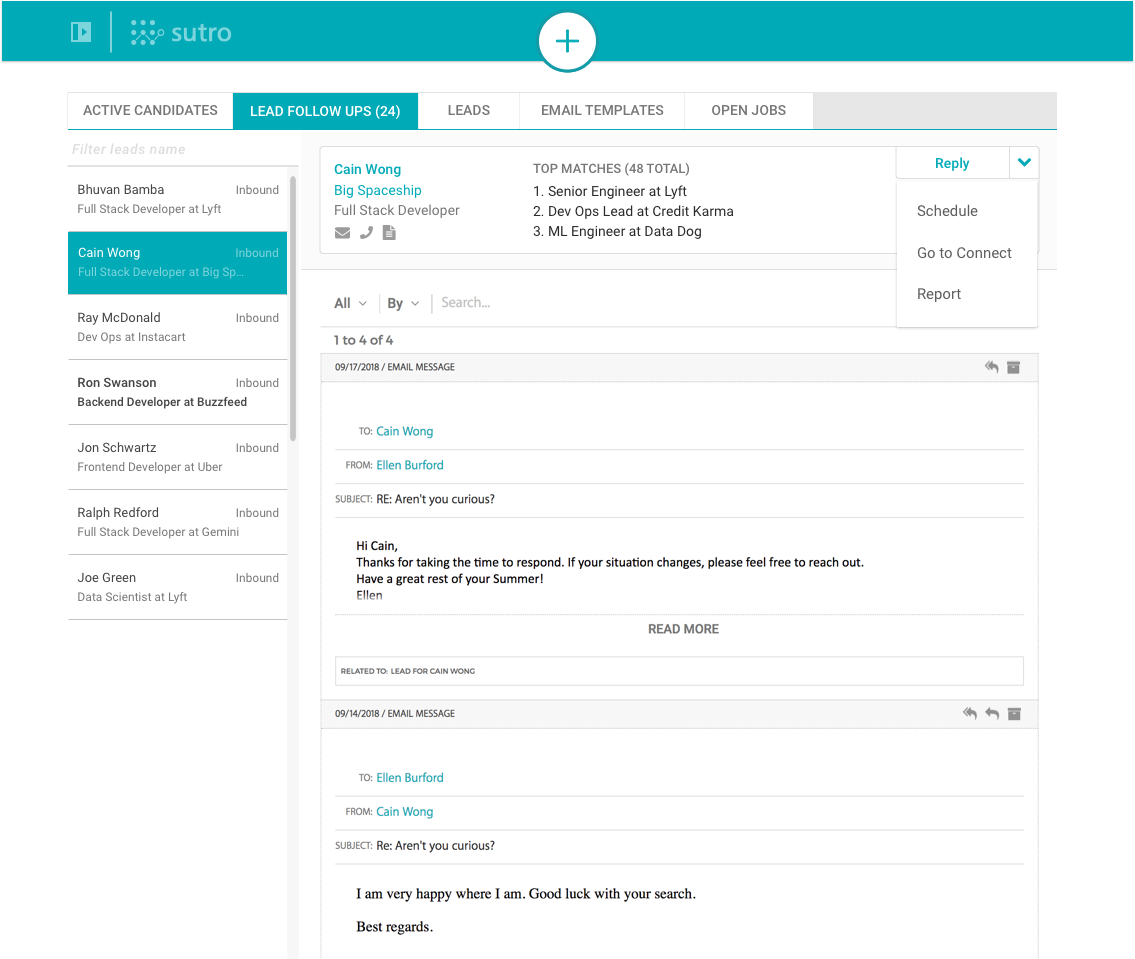 sutro
ACTIVE CANDIDATES
LEAD FOLLOW UPS (24)
LEADS
EMAIL TEMPLATES
OPEN JOBS
Filter leads name
Bhuvan Bamba Inbound
Full Stack Developer at Lyft
Cain Wong Inbound
Full Stack Developer at Big Sp...
Ray McDonald Inbound
Dev Ops at Instacart
Ron Swanson Inbound
Backend Developer at Buzzfeed
Jon Schwartz Inbound
Frontend Developer at Uber
Ralph Redford Inbound
Full Stack Developer at Gemini
Joe Green Inbound
Data Scientist at Lyft
Cain Wong
Big Spaceship
Full Stack Developer
TOP MATCHES (48 TOTAL)
1. Senior Engineer at Lyft
2. Dev Ops Lead at Credit Karma
3. ML Engineer at Data Dog
Reply
Schedule
Go to Connect
Report
All By Search...
1 to 4 of 4
09/17/2018 / EMAIL MESSAGE
TO: Cain Wong
FROM: Ellen Burford
SUBJECT: RE: Aren't you curious?
Hi Cain,
Thanks for taking the time to respond. If your situation changes, please feel free to reach out.
Have a great rest of your Summer!
Ellen
READ MORE
RELATED TO: LEAD FOR CAIN WONG
09/14/2018 / EMAIL MESSAGE
TO: Ellen Burford
FROM: Cain Wong
SUBJECT: Re: Aren't you curious?
I am very happy where I am. Good luck with your search.
Best regards.